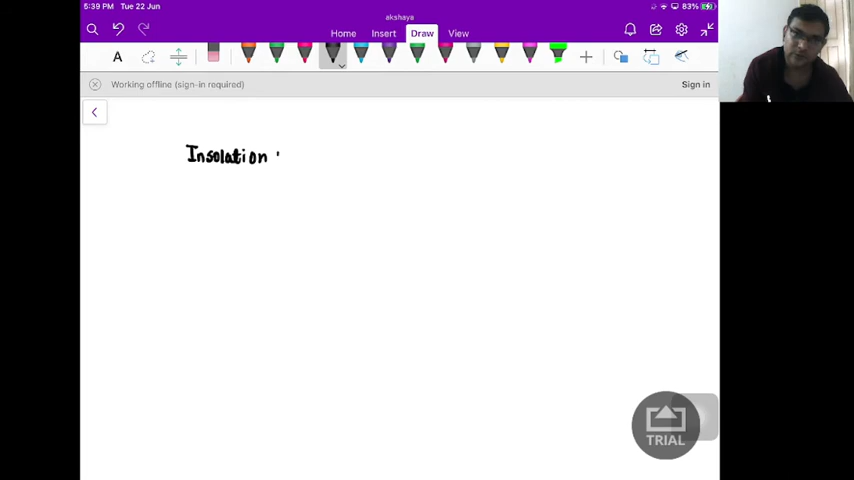 5:39 PM Tue 22 Jun 83%
akshaya
Home Insert Draw View
A
Working offline (sign-in required) Sign in
Insolation
TRIAL